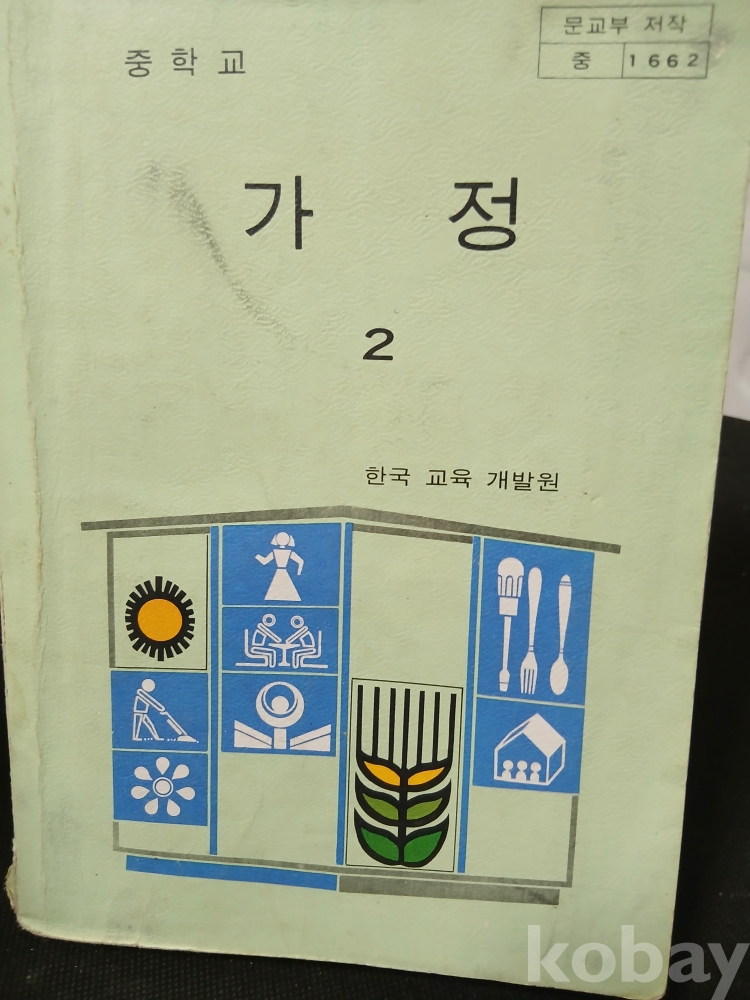 문교부 저작
중 1662
중학교
가정
2
한국 교육 개발원
kobay